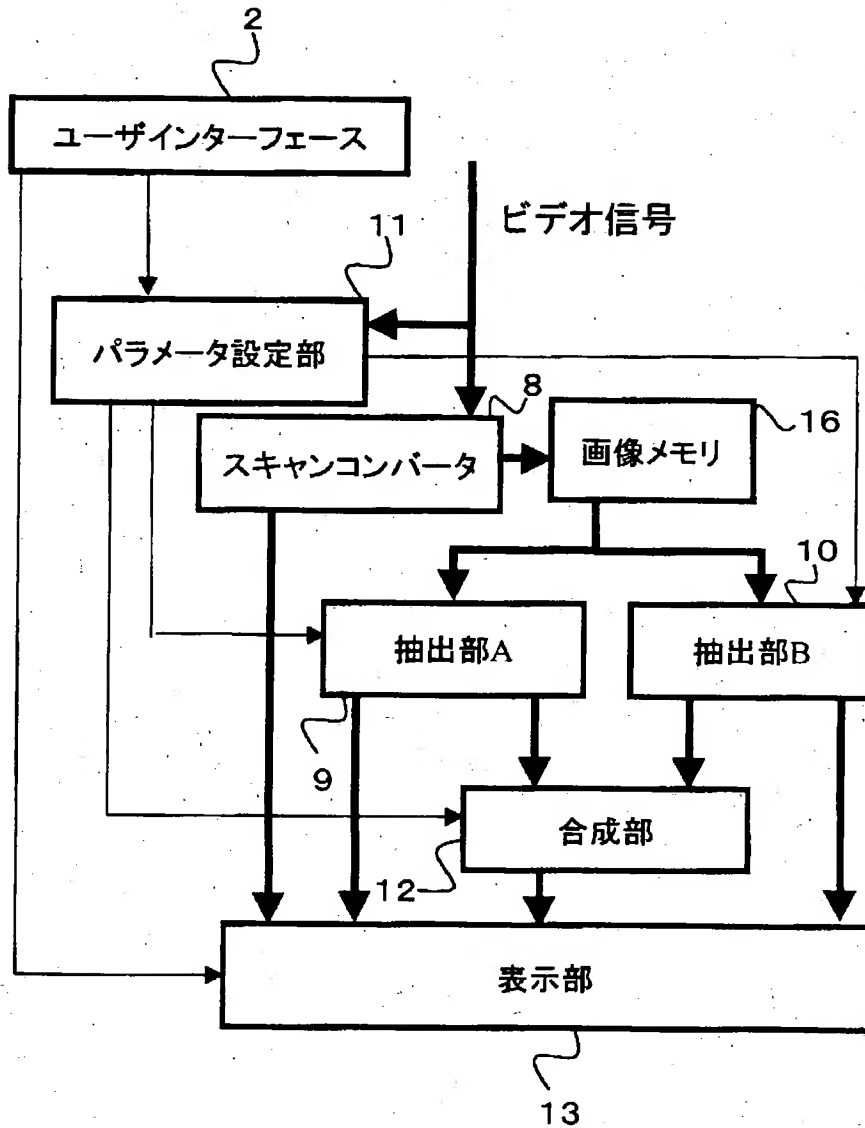 2
ユーザインターフェース
ビデオ信号
11
パラメータ設定部
8
スキャンコンバータ
画像メモリ
16
10
抽出部A
抽出部B
9
合成部
12
表示部
13